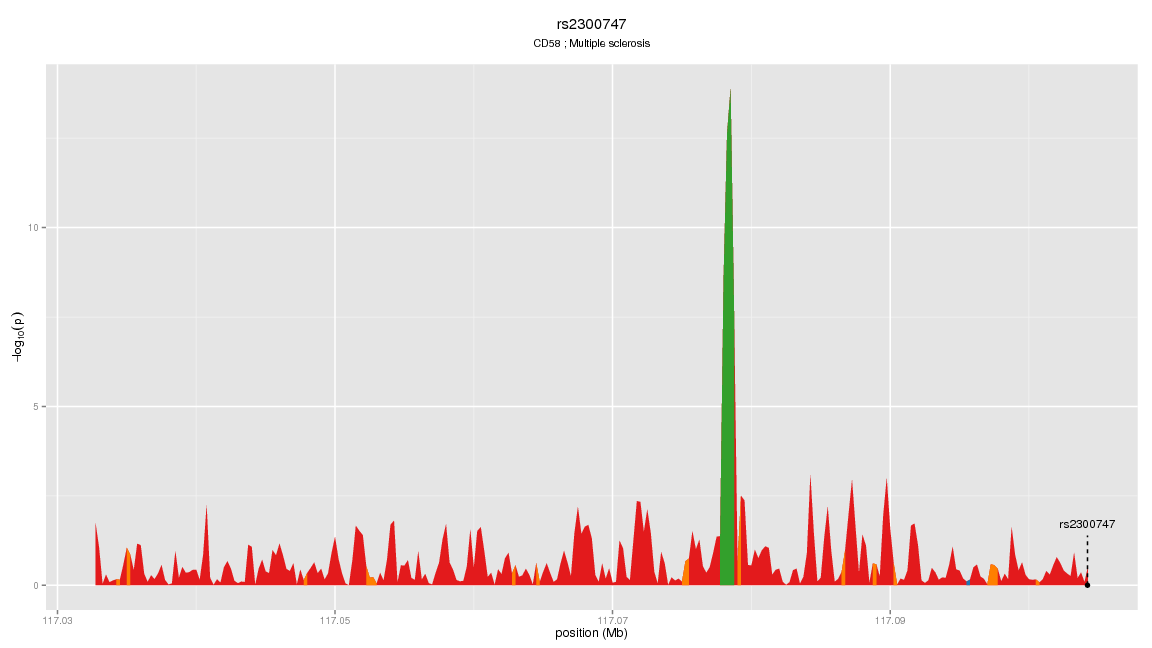 rs2300747
CD58 ; Multiple sclerosis
10
5
0
−log10(p)
rs2300747
117.03
117.05
117.07
117.09
position (Mb)